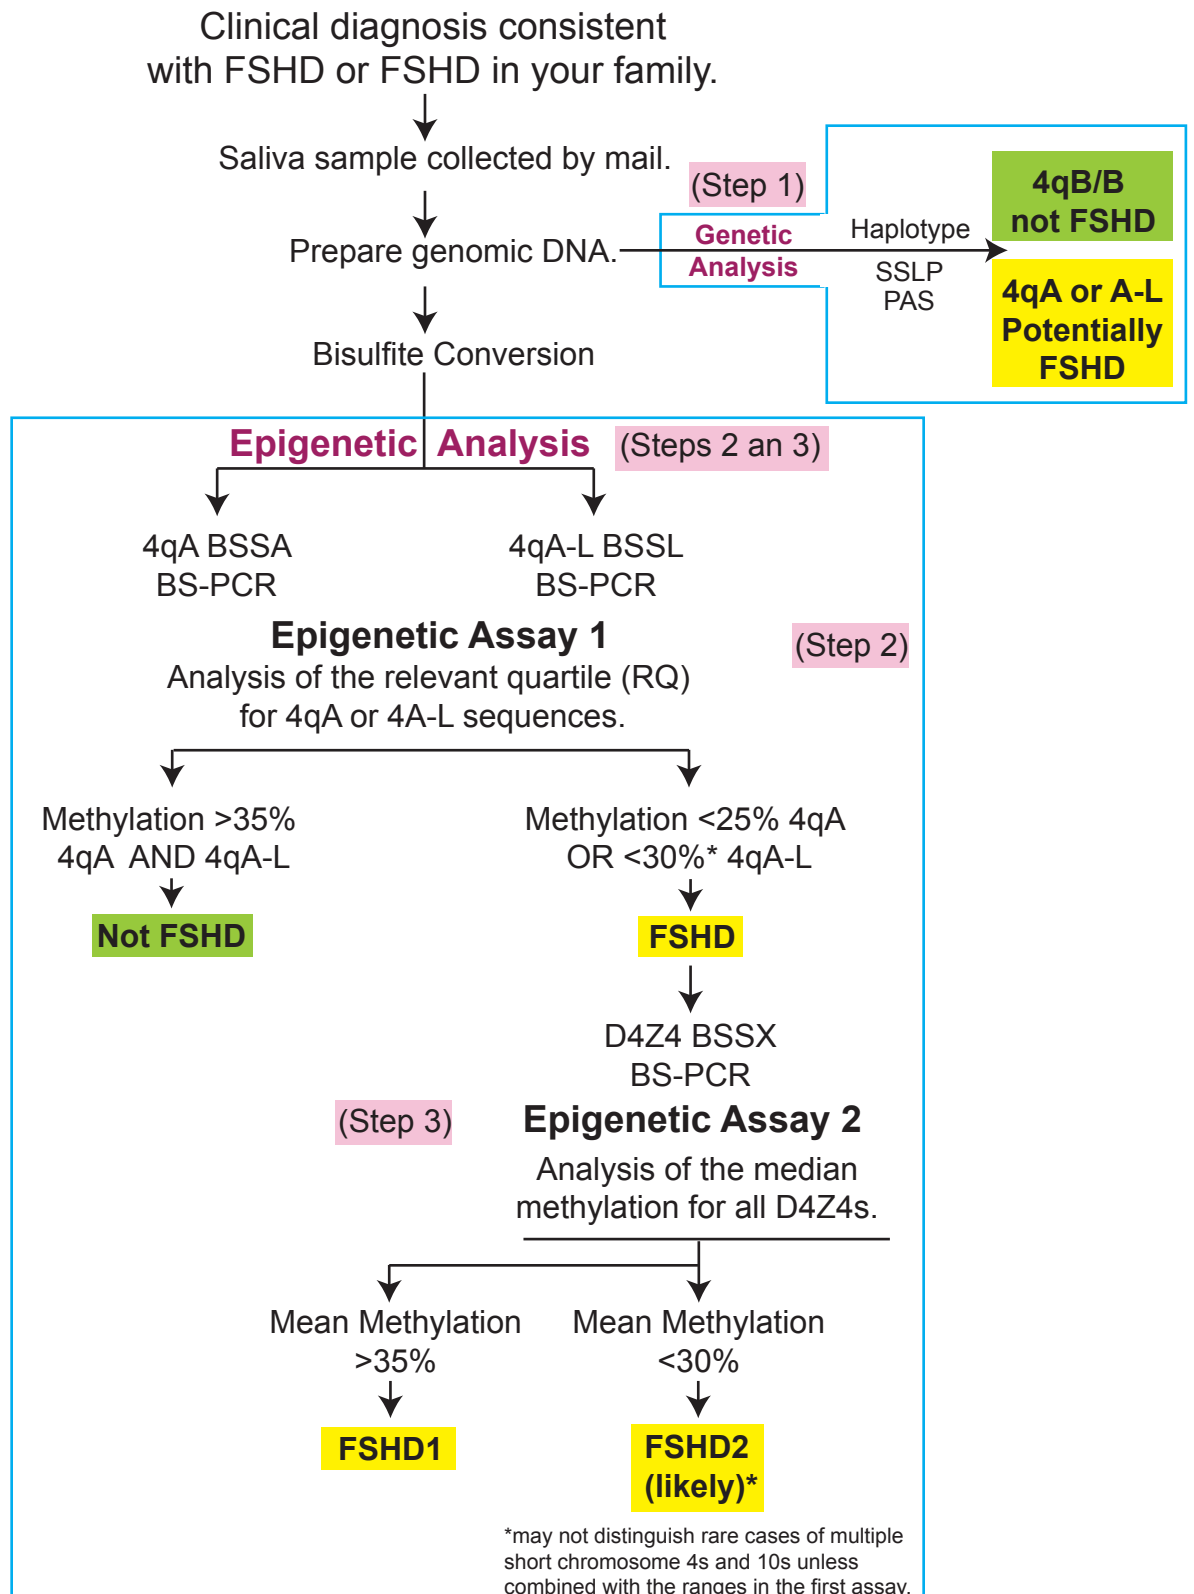 Clinical diagnosis consistent
with FSHD or FSHD in your family.
Saliva sample collected by mail.
(Step 1)
Prepare genomic DNA.
Genetic
Analysis
Haplotype
SSLP
PAS
4qB/B
not FSHD
4qA or A-L
Potentially
FSHD
Bisulfite Conversion
Epigenetic Analysis
(Steps 2 an 3)
4qA BSSA
BS-PCR
4qA-L BSSL
BS-PCR
Epigenetic Assay 1
(Step 2)
Analysis of the relevant quartile (RQ)
for 4qA or 4A-L sequences.
Methylation >35%
4qA AND 4qA-L
Not FSHD
Methylation <25% 4qA
OR <30%* 4qA-L
FSHD
D4Z4 BSSX
BS-PCR
(Step 3)
Epigenetic Assay 2
Analysis of the median
methylation for all D4Z4s.
Mean Methylation
>35%
FSHD1
Mean Methylation
<30%
FSHD2
(likely)*
*may not distinguish rare cases of multiple
short chromosome 4s and 10s unless
combined with the ranges in the first assay.